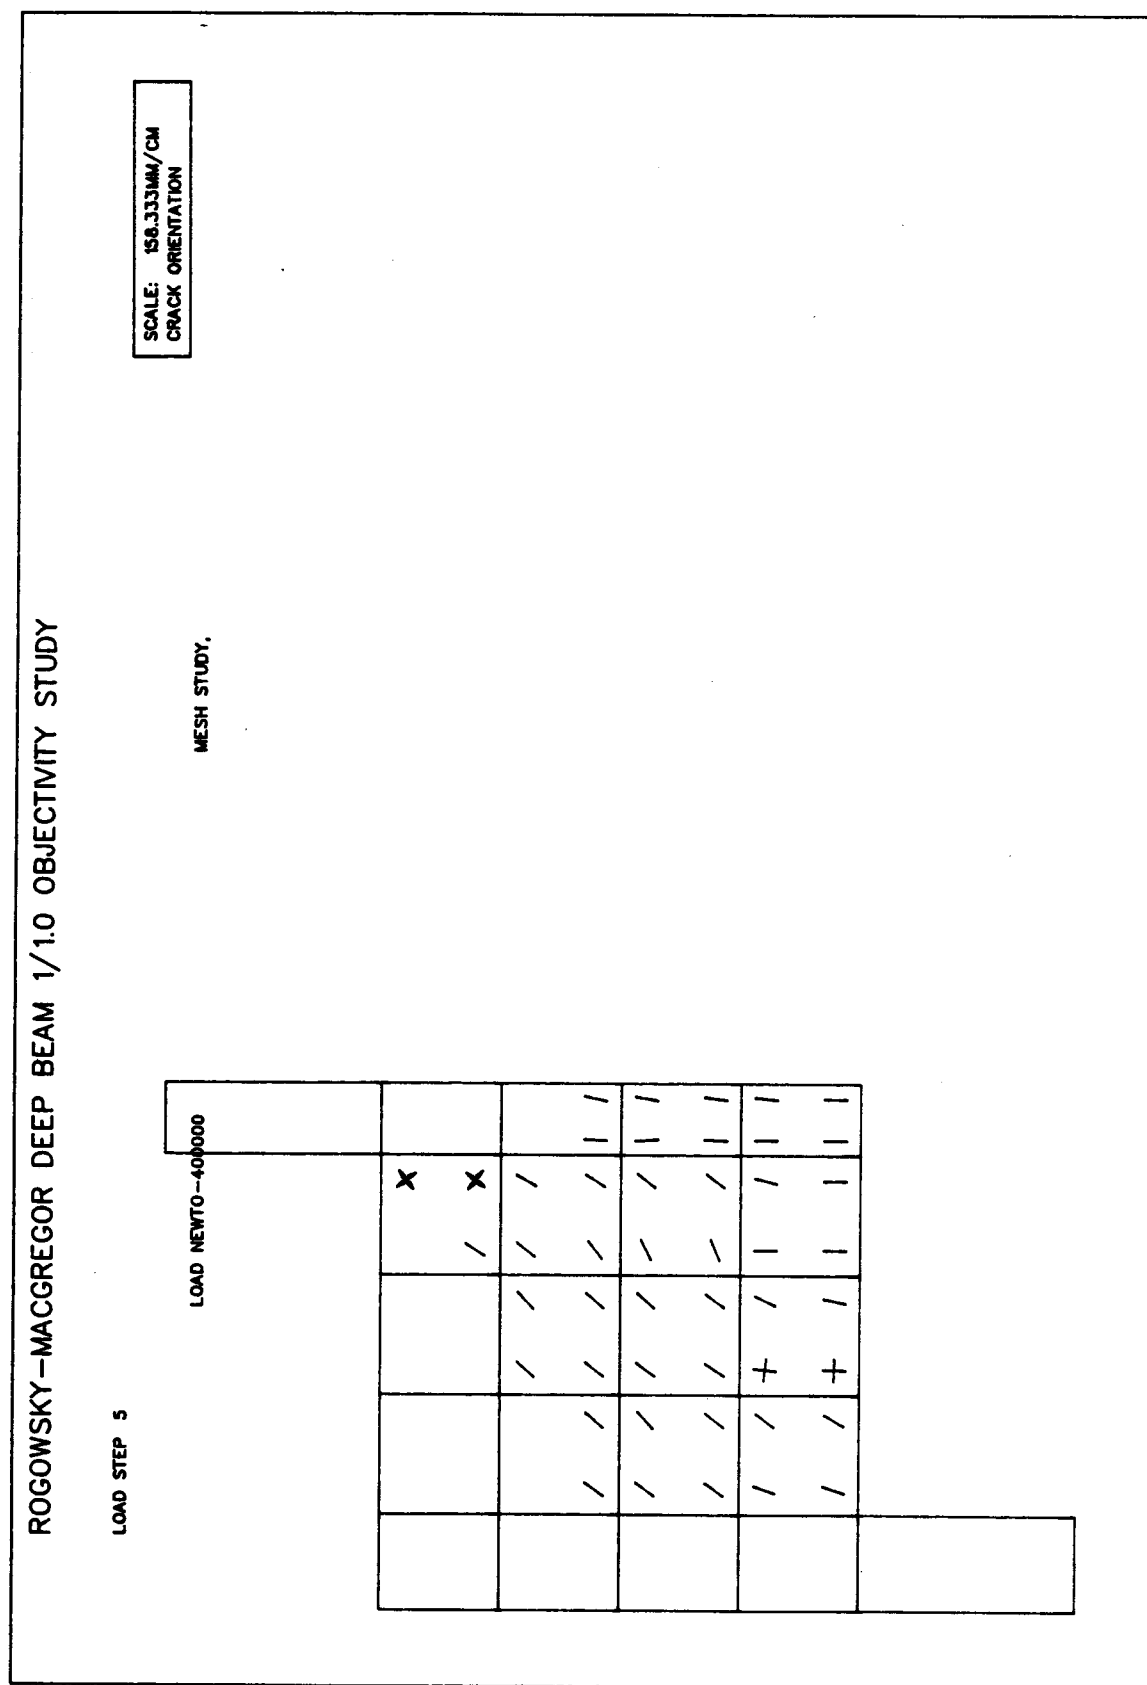 ROGOWSKY-MACGREGOR DEEP BEAM 1/1.0 OBJECTIVITY STUDY
LOAD STEP 5
SCALE: 158.333MM/CM
CRACK ORIENTATION
LOAD NEWTO-400000
MESH STUDY,